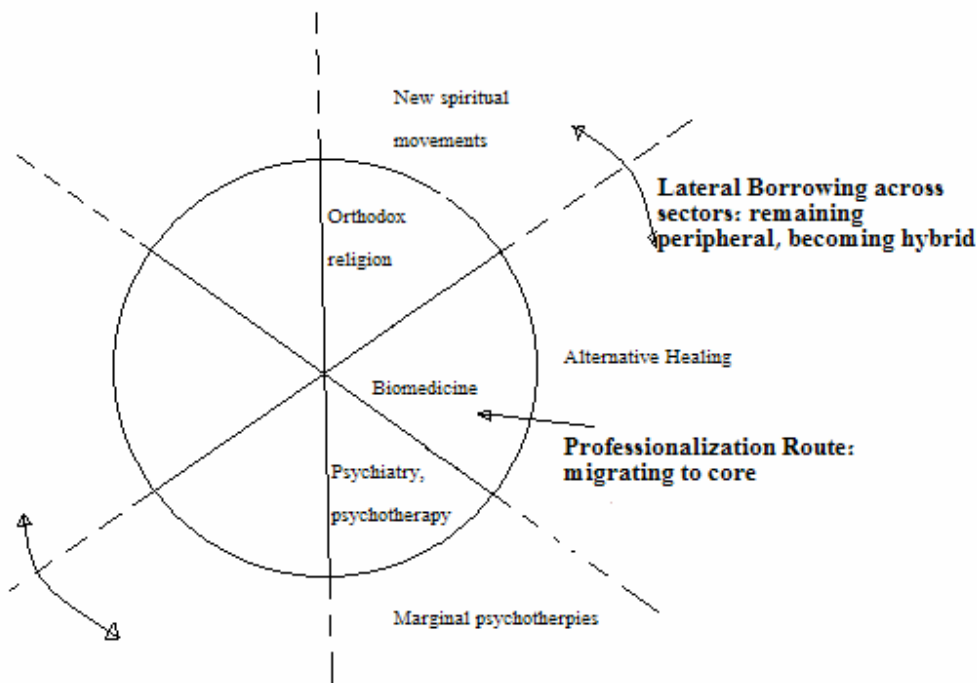 New spiritual
movements
Lateral Borrowing across
sectors: remaining
peripheral, becoming hybrid
Orthodox
religion
Alternative Healing
Biomedicine
Professionalization Route:
migrating to core
Psychiatry,
psychotherapy
Marginal psychotherpies